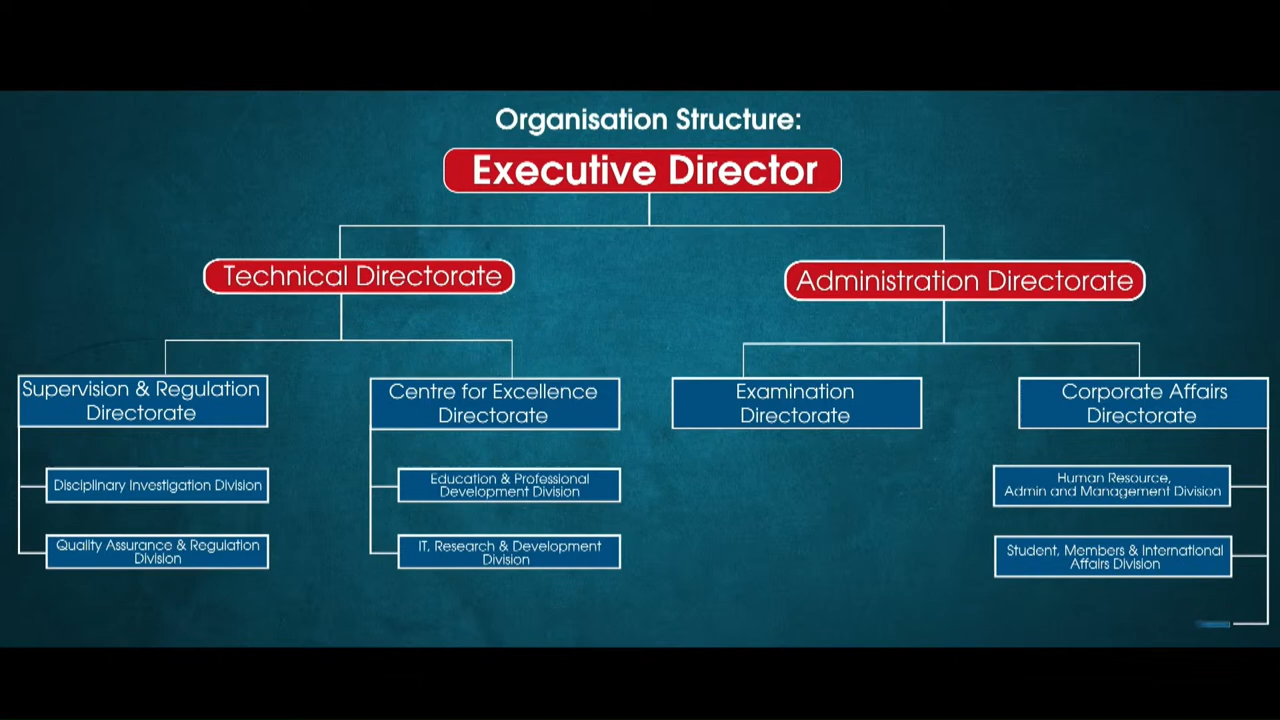 Organisation Structure:
Executive Director
Technical Directorate
Administration Directorate
Supervision & Regulation
Directorate
Centre for Excellence
Directorate
Examination
Directorate
Corporate Affairs
Directorate
Disciplinary Investigation Division
Education & Professional
Development Division
Human Resource,
Admin and Management Division
Quality Assurance & Regulation
Division
IT, Research & Development
Division
Student, Members & International
Affairs Division